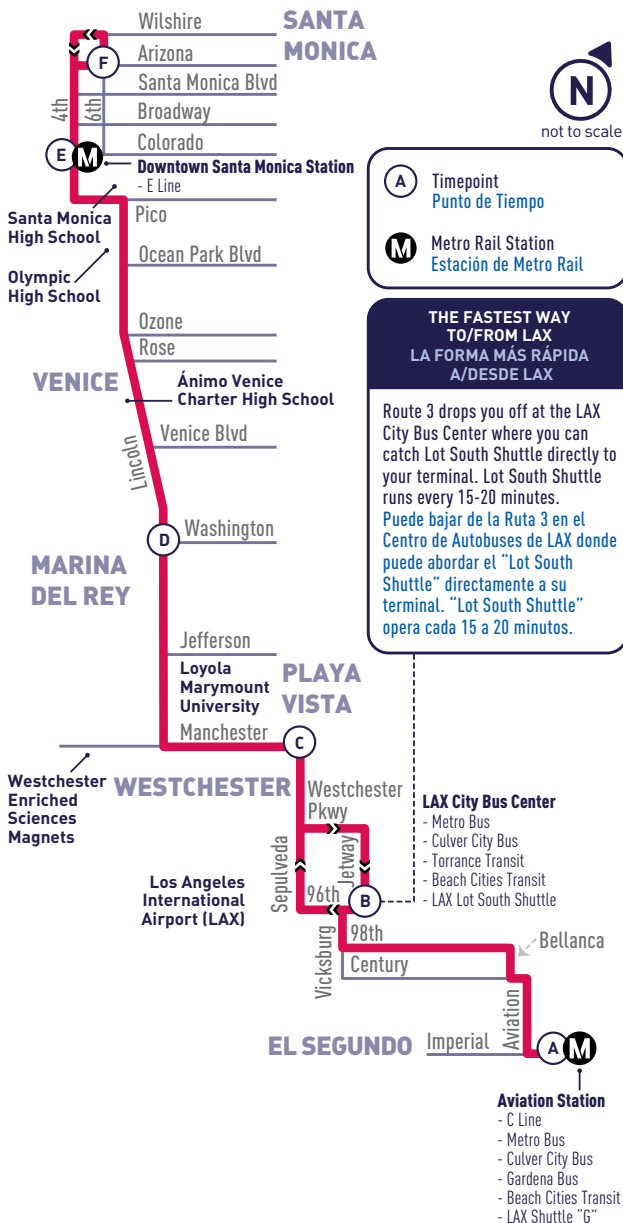 Wilshire
SANTA
MONICA
Arizona
F
Santa Monica Blvd
4th
6th
Broadway
Colorado
E
M
Downtown Santa Monica Station
- E Line
N
not to scale
A
Timepoint
Punto de Tiempo
M
Metro Rail Station
Estación de Metro Rail
Santa Monica
High School
Pico
Olympic
High School
Ocean Park Blvd
Ozone
Rose
VENICE
Ánimo Venice
Charter High School
Lincoln
Venice Blvd
THE FASTEST WAY
TO/FROM LAX
LA FORMA MÁS RÁPIDA
A/DESDE LAX
Route 3 drops you off at the LAX
City Bus Center where you can
catch Lot South Shuttle directly to
your terminal. Lot South Shuttle
runs every 15-20 minutes.
Puede bajar de la Ruta 3 en el
Centro de Autobuses de LAX donde
puede abordar el “Lot South
Shuttle” directamente a su
terminal. “Lot South Shuttle”
opera cada 15 a 20 minutos.
D
Washington
MARINA
DEL REY
Jefferson
Loyola
Marymount
University
PLAYA
VISTA
Manchester
C
Westchester
Enriched
Sciences
Magnets
WESTCHESTER
Westchester
Pkwy
Sepulveda
Jetway
LAX City Bus Center
- Metro Bus
- Culver City Bus
- Torrance Transit
- Beach Cities Transit
- LAX Lot South Shuttle
Los Angeles
International
Airport (LAX)
96th
B
Vicksburg
98th
Bellanca
Century
Aviation
EL SEGUNDO
Imperial
A
M
Aviation Station
- C Line
- Metro Bus
- Culver City Bus
- Gardena Bus
- Beach Cities Transit
- LAX Shuttle "G"